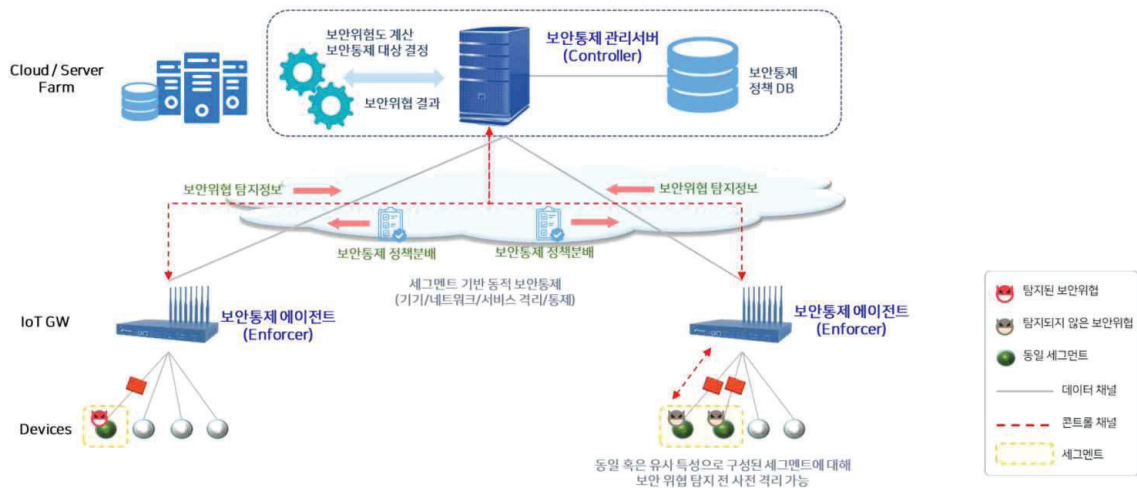 Cloud / Server
Farm
보안위험도 계산
보안통제 대상 결정
보안위협 결과
보안통제 관리서버
(Controller)
보안통제
정책 DB
보안위협 탐지정보
보안위협 탐지정보
보안통제 정책분배
보안통제 정책분배
세그먼트 기반 동적 보안통제
(기기/네트워크/서비스 격리/통제)
IoT GW
보안통제 에이전트
(Enforcer)
보안통제 에이전트
(Enforcer)
Devices
동일 혹은 유사 특성으로 구성된 세그먼트에 대해
보안 위협 탐지 전 사전 격리 가능
탐지된 보안위협
탐지되지 않은 보안위협
동일 세그먼트
데이터 채널
콘트롤 채널
세그먼트